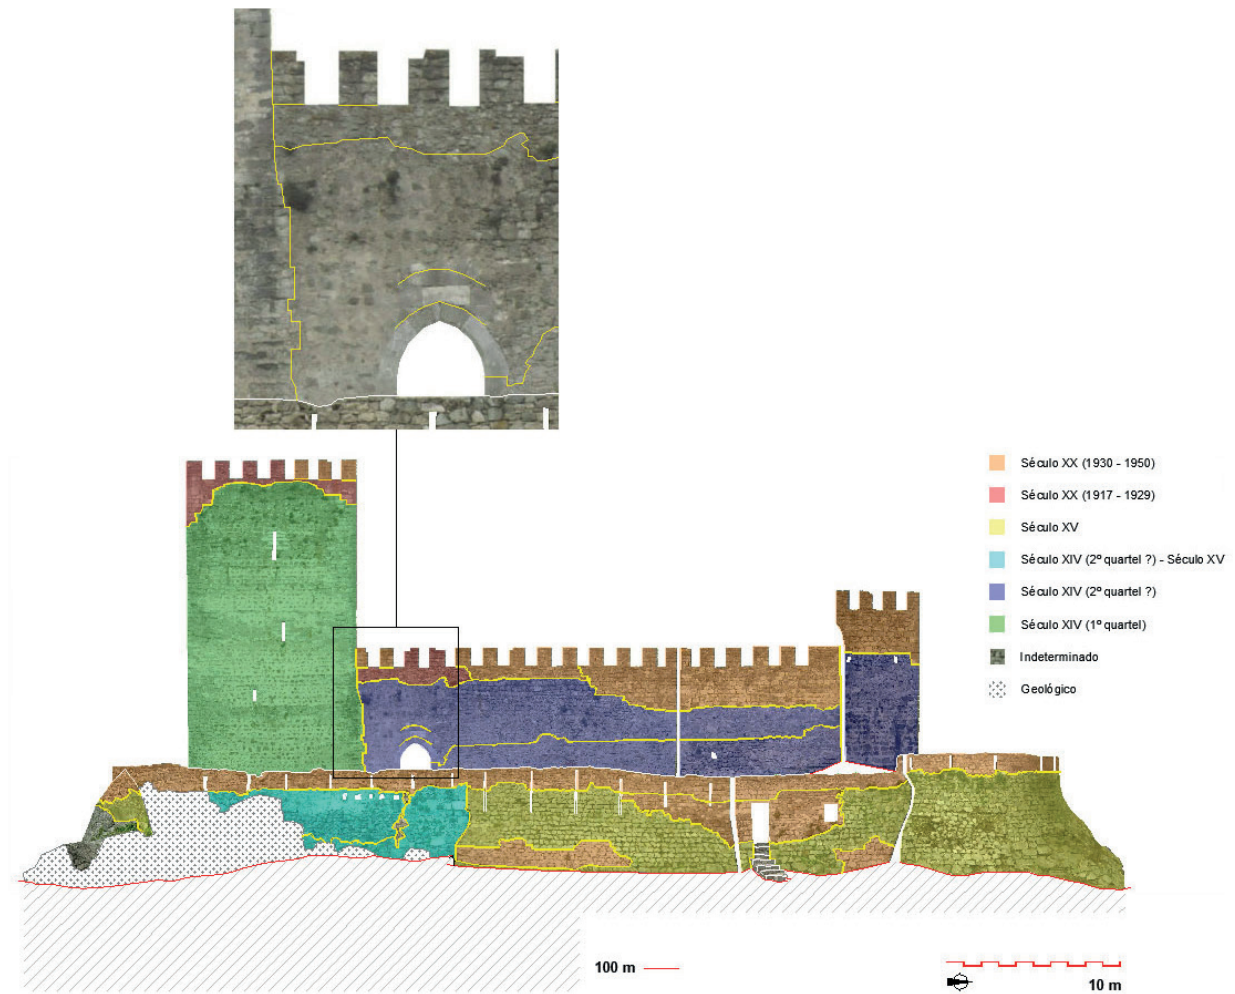 Século XX (1930 - 1950)
Século XX (1917 - 1929)
Século XV
Século XIV (2º quartel ?) - Século XV
Século XIV (2º quartel ?)
Século XIV (1º quartel)
Indeterminado
Geológico
100 m
10 m